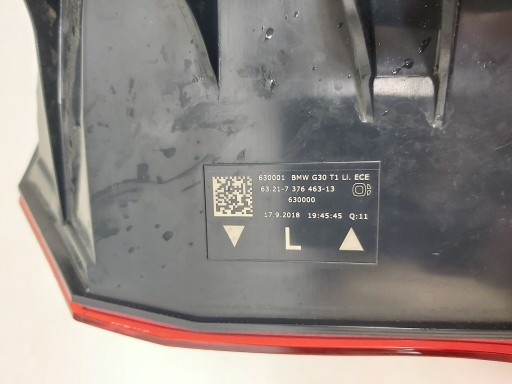 630001 BMW G30 T1 LI. ECE
63.21-7 376 463-13
630000
17.9.2018 19:45:45 Q:11
L